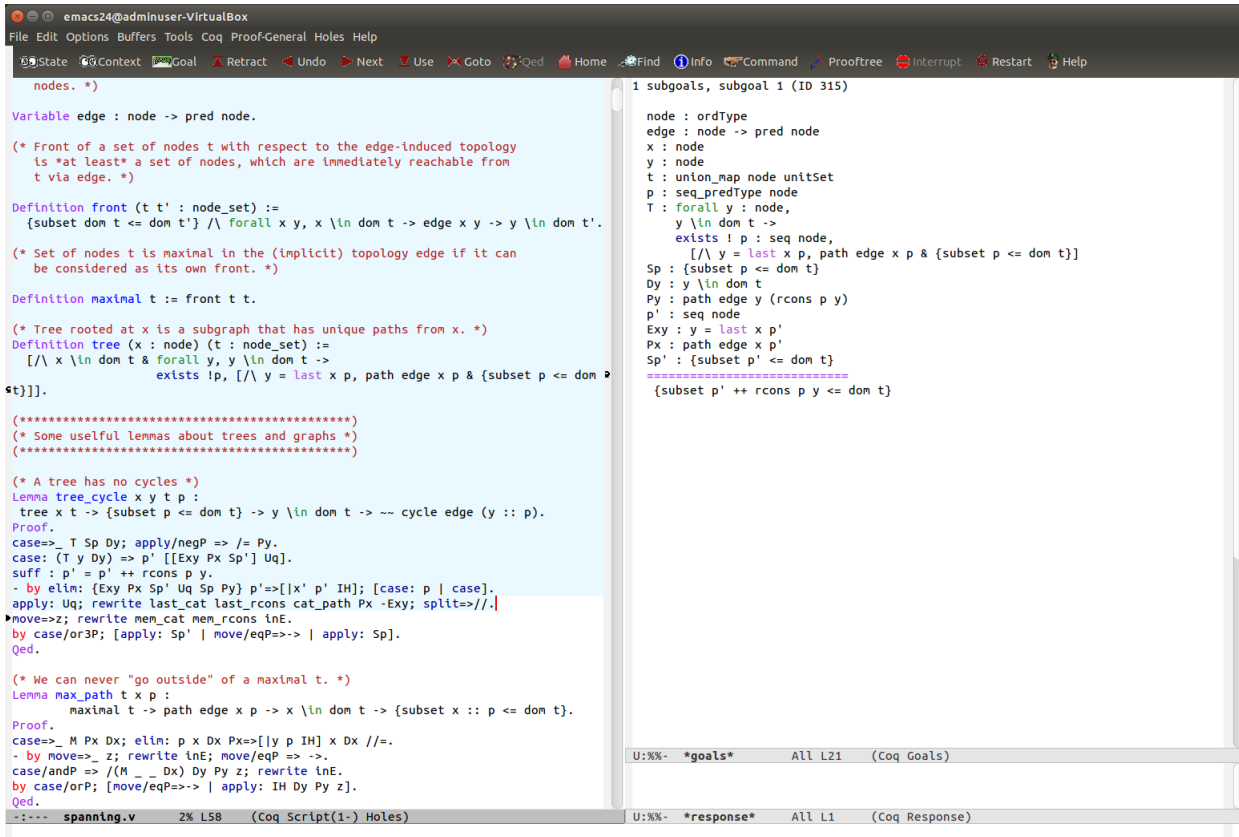 emacs24@adminuser-VirtualBox
File Edit Options Buffers Tools Coq Proof-General Holes Help
State Context Goal Retract Undo Next Use Goto Qed Home Find Info Command Prooftree Interrupt Restart Help
nodes. *)
Variable edge : node -> pred node.
(* Front of a set of nodes t with respect to the edge-induced topology
is *at least* a set of nodes, which are immediately reachable from
t via edge. *)
Definition front (t t' : node_set) :=
{subset dom t <= dom t'} /\ forall x y, x \in dom t -> edge x y -> y \in dom t'.
(* Set of nodes t is maximal in the (implicit) topology edge if it can
be considered as its own front. *)
Definition maximal t := front t t.
(* Tree rooted at x is a subgraph that has unique paths from x. *)
Definition tree (x : node) (t : node_set) :=
[/\ x \in dom t & forall y, y \in dom t ->
exists !p, [/\ y = last x p, path edge x p & {subset p <= dom
t}]].
(**********************************************)
(* Some uselful lemmas about trees and graphs *)
(**********************************************)
(* A tree has no cycles *)
Lemma tree_cycle x y t p :
tree x t -> {subset p <= dom t} -> y \in dom t -> ~~ cycle edge (y :: p).
Proof.
case=>_ T Sp Dy; apply/negP => /= Py.
case: (T y Dy) => p' [[Exy Px Sp'] Uq].
suff : p' = p' ++ rcons p y.
- by elim: {Exy Px Sp' Uq Sp Py} p'=>[|x' p' IH]; [case: p | case].
apply: Uq; rewrite last_cat last_rcons cat_path Px -Exy; split=>//.
move=>z; rewrite mem_cat mem_rcons inE.
by case/or3P; [apply: Sp' | move/eqP=>-> | apply: Sp].
Qed.
(* We can never "go outside" of a maximal t. *)
Lemma max_path t x p :
maximal t -> path edge x p -> x \in dom t -> {subset x :: p <= dom t}.
Proof.
case=>_ M Px Dx; elim: p x Dx Px=>[|y p IH] x Dx //=.
- by move=>_ z; rewrite inE; move/eqP => ->.
case/andP => /(M _ _ Dx) Dy Py z; rewrite inE.
by case/orP; [move/eqP=>-> | apply: IH Dy Py z].
Qed.
-:--- spanning.v 2% L58 (Coq Script(1-) Holes)
1 subgoals, subgoal 1 (ID 315)
node : ordType
edge : node -> pred node
x : node
y : node
t : union_map node unitSet
p : seq_predType node
T : forall y : node,
y \in dom t ->
exists ! p : seq node,
[/\ y = last x p, path edge x p & {subset p <= dom t}]
Sp : {subset p <= dom t}
Dy : y \in dom t
Py : path edge y (rcons p y)
p' : seq node
Exy : y = last x p'
Px : path edge x p'
Sp' : {subset p' <= dom t}
============================
{subset p' ++ rcons p y <= dom t}
U:%%- *goals* All L21 (Coq Goals)
U:%%- *response* All L1 (Coq Response)